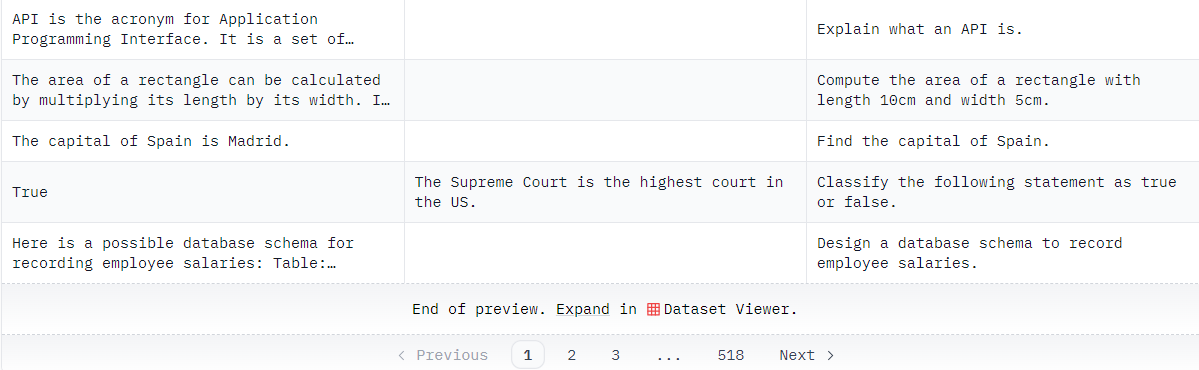 API is the acronym for Application
Programming Interface. It is a set of…
Explain what an API is.
The area of a rectangle can be calculated
by multiplying its length by its width. I…
Compute the area of a rectangle with
length 10cm and width 5cm.
The capital of Spain is Madrid.
Find the capital of Spain.
True
The Supreme Court is the highest court in
the US.
Classify the following statement as true
or false.
Here is a possible database schema for
recording employee salaries: Table:…
Design a database schema to record
employee salaries.
End of preview. Expand in Dataset Viewer.
< Previous 1 2 3 ... 518 Next >